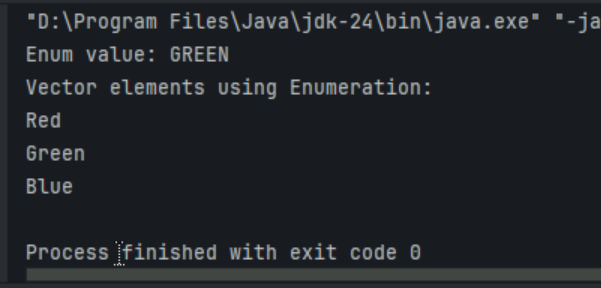 "D:\Program Files\Java\jdk-24\bin\java.exe" "-ja
Enum value: GREEN
Vector elements using Enumeration:
Red
Green
Blue
Process finished with exit code 0